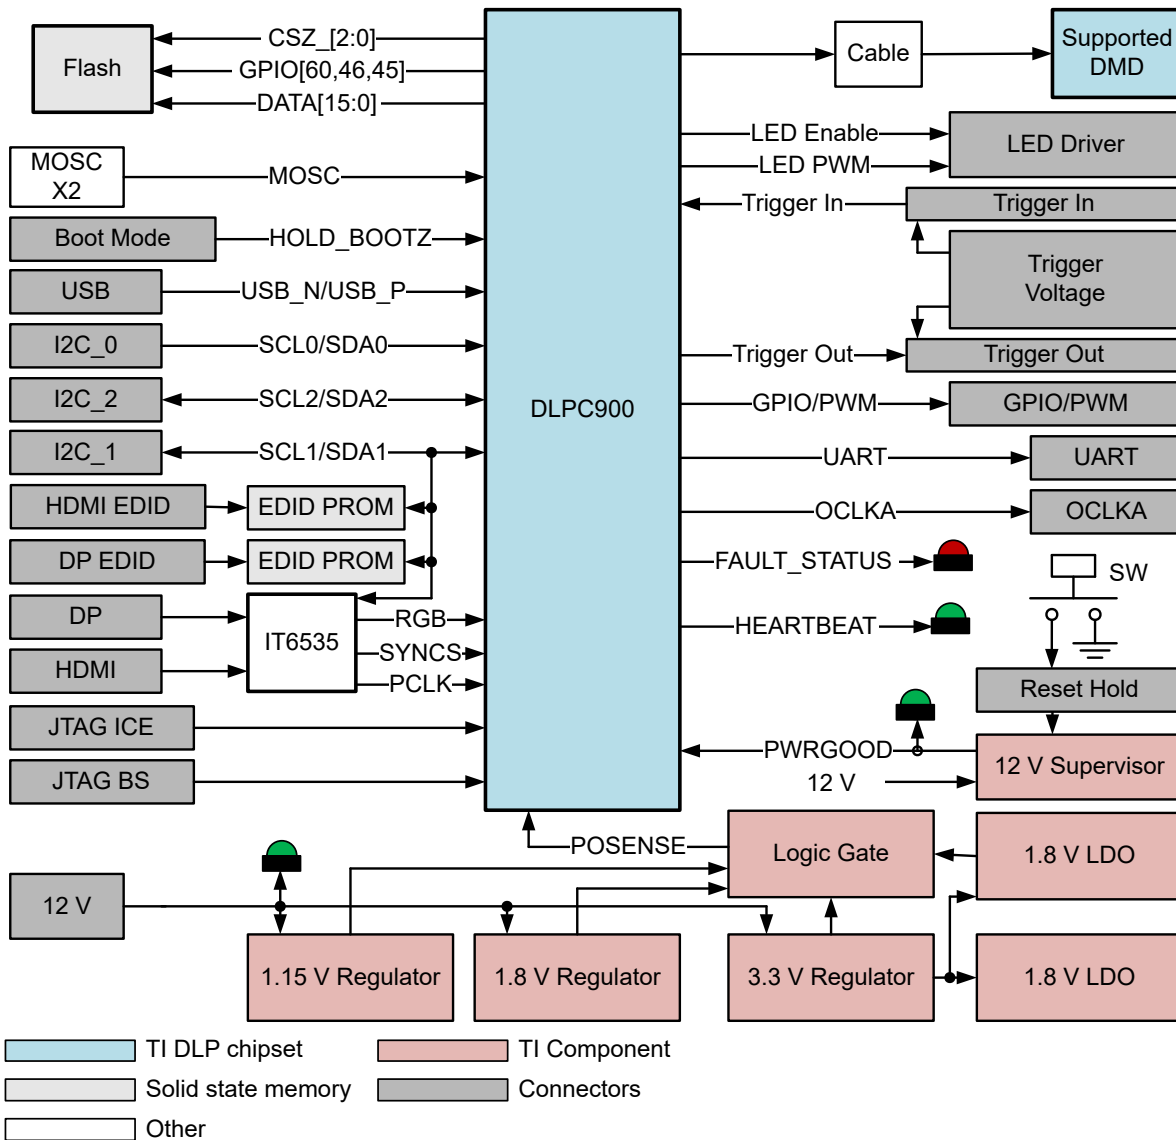 CSZ_[2:0]
Flash
GPIO[60,46,45]
DATA[15:0]
Cable
Supported
DMD
MOSC
X2
MOSC
LED Enable
LED PWM
LED Driver
Trigger In
Trigger In
Boot Mode
HOLD_BOOTZ
Trigger
Voltage
USB
USB_N/USB_P
I2C_0
SCL0/SDA0
Trigger Out
Trigger Out
I2C_2
SCL2/SDA2
DLPC900
GPIO/PWM
GPIO/PWM
I2C_1
SCL1/SDA1
UART
UART
HDMI EDID
EDID PROM
OCLKA
OCLKA
DP EDID
EDID PROM
FAULT_STATUS
SW
DP
IT6535
RGB
SYNCS
PCLK
HEARTBEAT
HDMI
Reset Hold
JTAG ICE
PWRGOOD
12 V
12 V Supervisor
JTAG BS
POSENSE
Logic Gate
1.8 V LDO
12 V
1.15 V Regulator
1.8 V Regulator
3.3 V Regulator
1.8 V LDO
TI DLP chipset
TI Component
Solid state memory
Connectors
Other